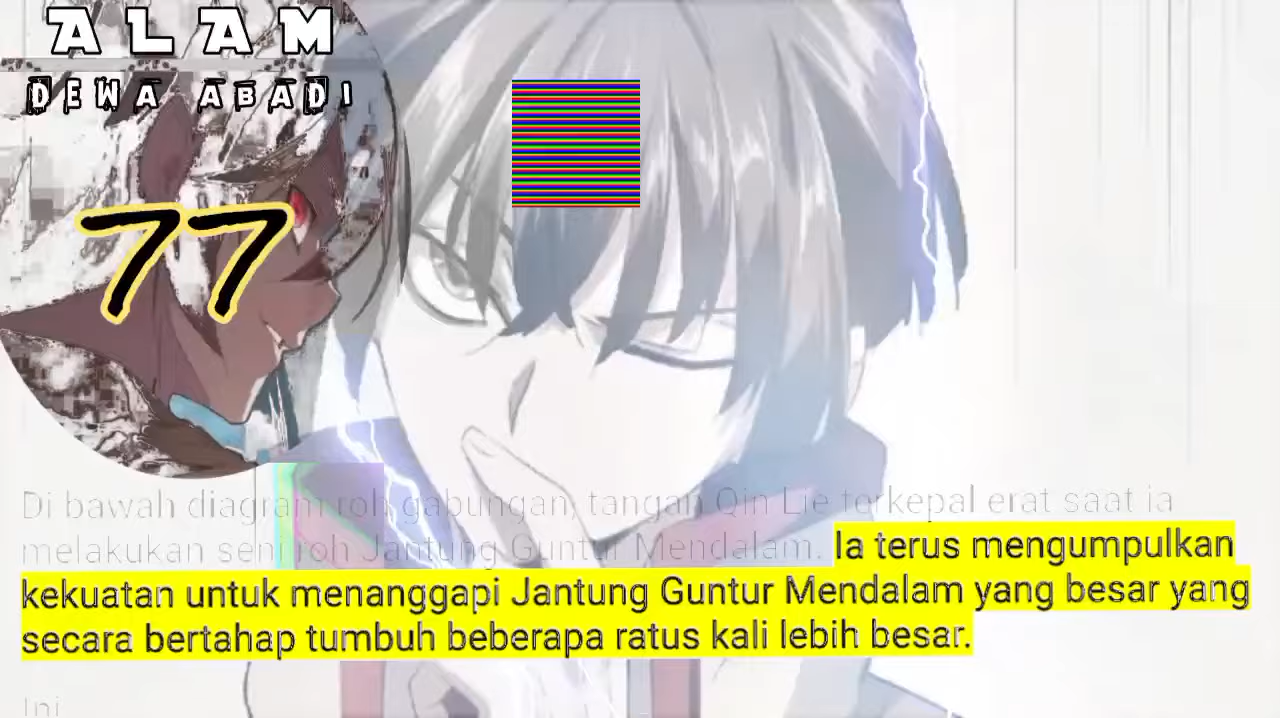 ALAM
DEWA ABADI
77
Di bawah diagram roh gabungan, tangan Qin Lie terkepal erat saat ia
melakukan seni roh Jantung Guntur Mendalam. Ia terus mengumpulkan
kekuatan untuk menanggapi Jantung Guntur Mendalam yang besar yang
secara bertahap tumbuh beberapa ratus kali lebih besar.
Ini